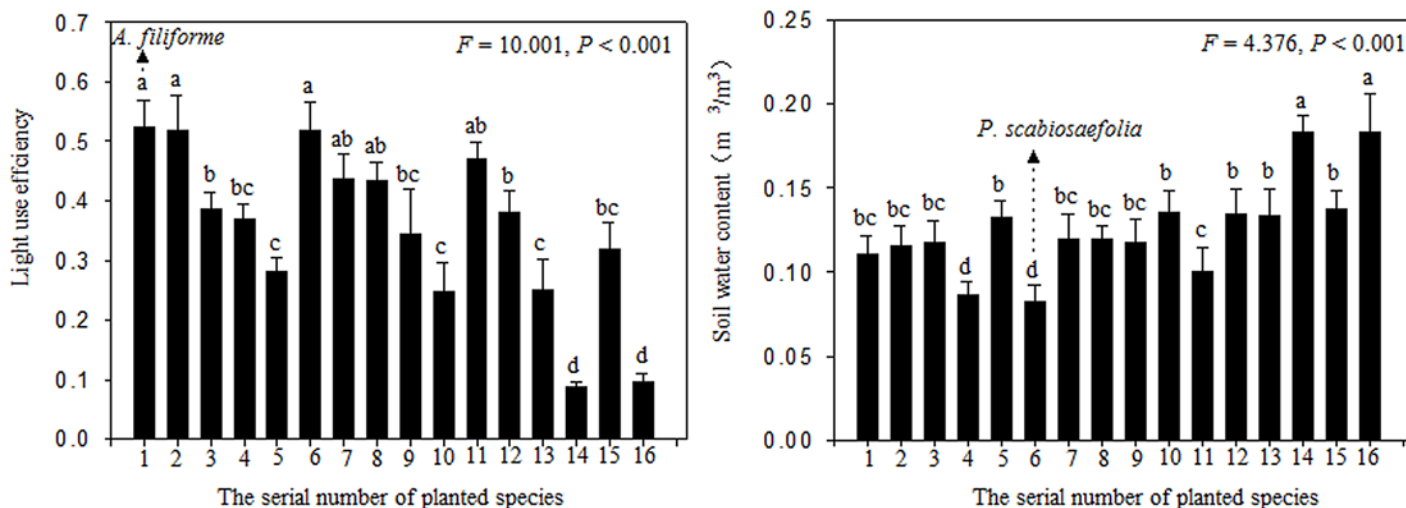 A. filiforme
F = 10.001, P < 0.001
Light use effciency
0.7
0.6
0.5
0.4
0.3
0.2
0.1
0.0
a a b bc c a ab ab bc c ab b c d bc d
1 2 3 4 5 6 7 8 9 10 11 12 13 14 15 16
The serial number of planted species
F = 4.376, P < 0.001
P. scabiosaefolia
Soil water content (m ³/m³)
0.25
0.20
0.15
0.10
0.05
0.00
bc bc bc d b d bc bc bc b c b b a b a
1 2 3 4 5 6 7 8 9 10 11 12 13 14 15 16
The serial number of planted species